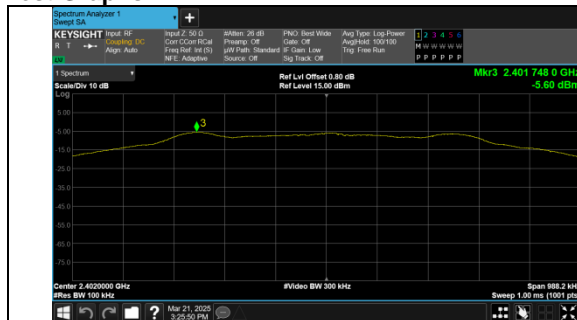 Spectrum Analyzer 1
Swept SA
+
KEYSIGHT
R T
LV
Input: RF
Coupling: DC
Align: Auto
Input Z: 50 Ω
Corr CCorr RCal
Freq Ref: Int (S)
NFE: Adaptive
#Atten: 26 dB
Preamp: Off
µW Path: Standard
Source: Off
PNO: Best Wide
Gate: Off
IF Gain: Low
Sig Track: Off
Avg Type: Log-Power
Avg|Hold: 100/100
Trig: Free Run
1 2 3 4 5 6
M W W W W W
P P P P P P
1 Spectrum
Scale/Div 10 dB
Log
Ref Lvl Offset 0.80 dB
Ref Level 15.00 dBm
Mkr3 2.401 748 0 GHz
-5.60 dBm
3
5.00
-5.00
-15.0
-25.0
-35.0
-45.0
-55.0
-65.0
-75.0
Center 2.4020000 GHz
#Res BW 100 kHz
#Video BW 300 kHz
Span 988.2 kHz
Sweep 1.00 ms (1001 pts
?
Mar 21, 2025
3:25:50 PM